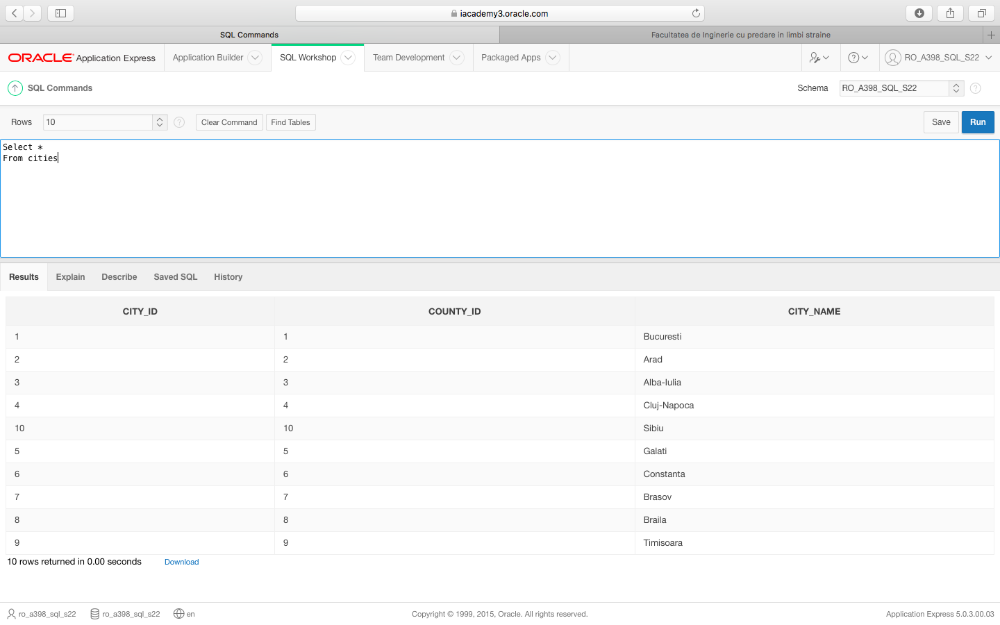 iacademy3.oracle.com
SQL Commands
Facultatea de Inginerie cu predare in limbi straine
ORACLE Application Express
Application Builder
SQL Workshop
Team Development
Packaged Apps
RO_A398_SQL_S22
SQL Commands
Schema
RO_A398_SQL_S22
Rows
10
Clear Command
Find Tables
Save
Run
Select *
From cities
Results
Explain
Describe
Saved SQL
History
CITY_ID COUNTY_ID CITY_NAME
1 1 Bucuresti
2 2 Arad
3 3 Alba-Iulia
4 4 Cluj-Napoca
10 10 Sibiu
5 5 Galati
6 6 Constanta
7 7 Brasov
8 8 Braila
9 9 Timisoara
10 rows returned in 0.00 seconds
Download
ro_a398_sql_s22
ro_a398_sql_s22
en
Copyright © 1999, 2015, Oracle. All rights reserved.
Application Express 5.0.3.00.03